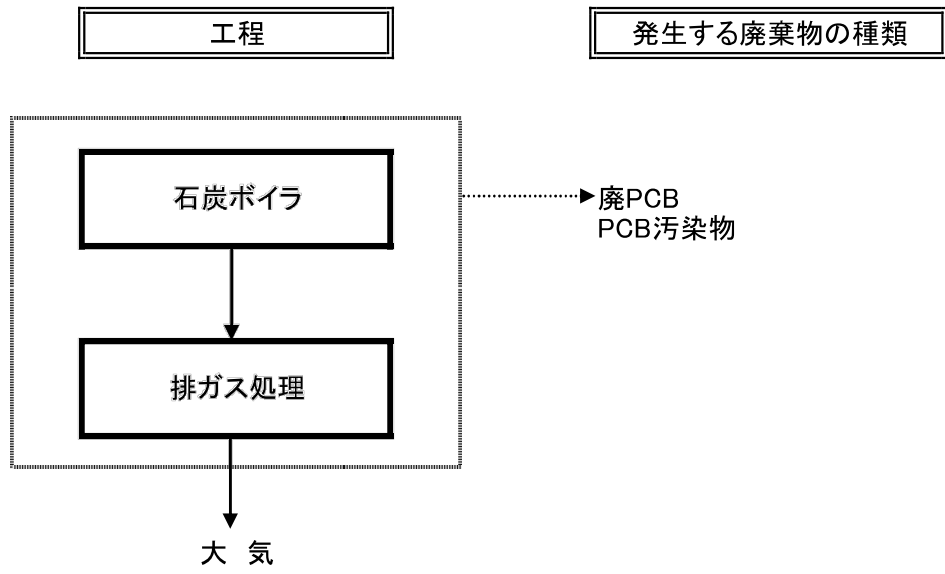 工程
発生する廃棄物の種類
石炭ボイラ
廃PCB
PCB汚染物
排ガス処理
大 気